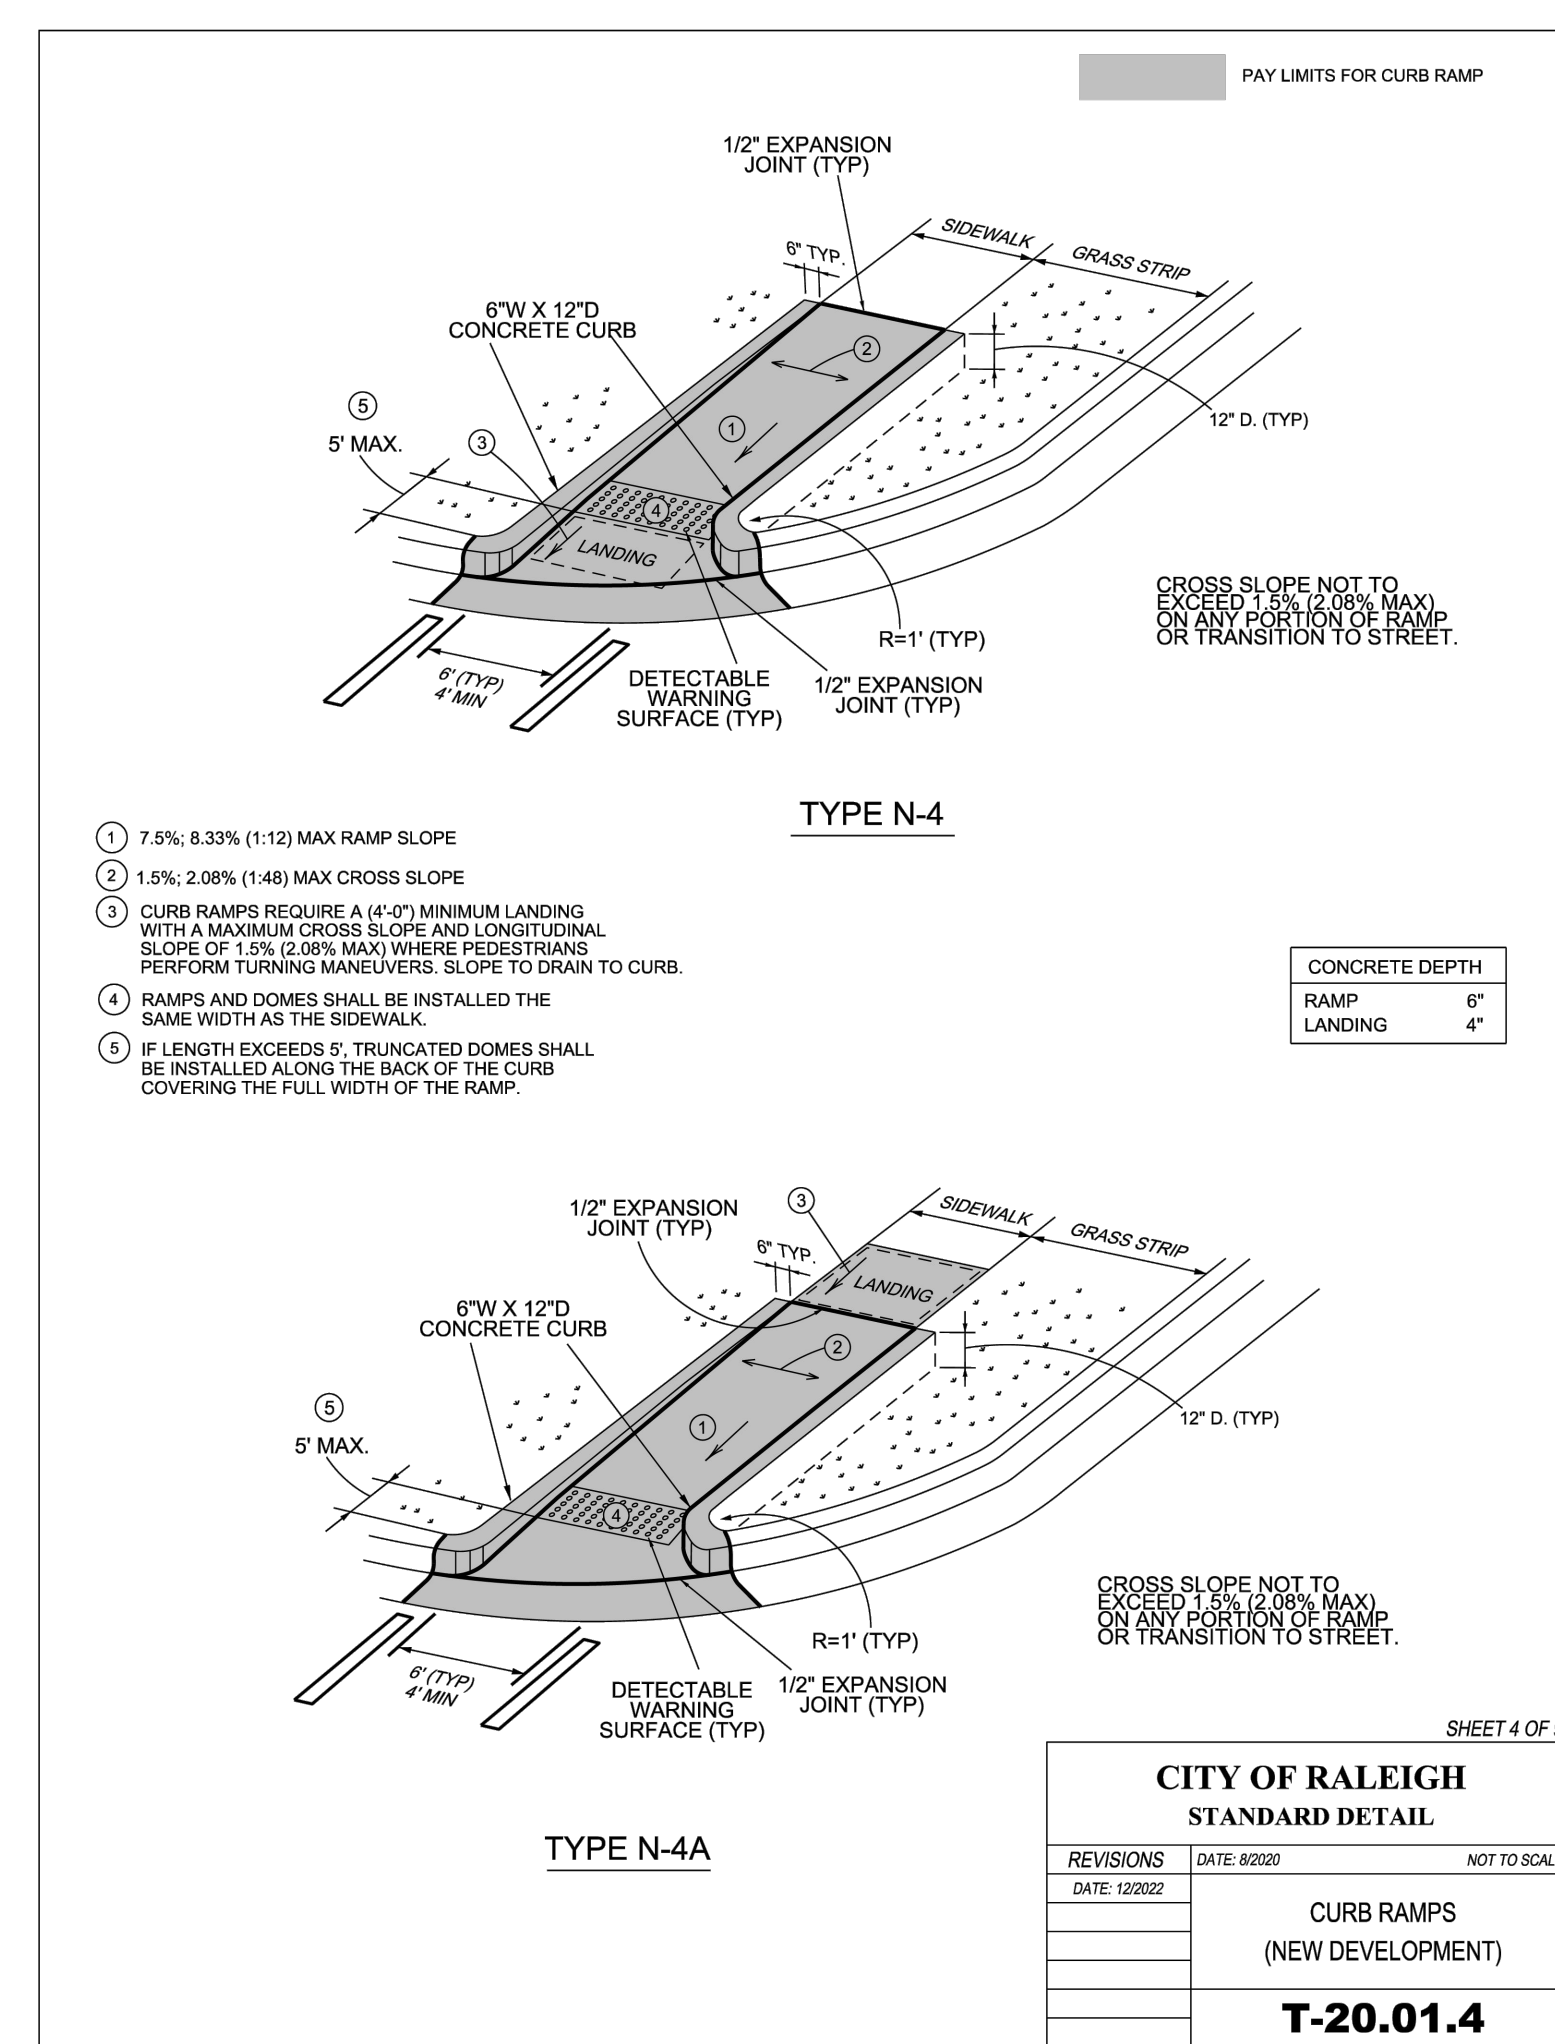 PAY LIMITS FOR CURB RAMP
1/2" EXPANSION
JOINT (TYP)
SIDEWALK
GRASS STRIP
6" TYP.
6"W X 12"D
CONCRETE CURB
2
5
5' MAX.
3
1
12" D. (TYP)
4
LANDING
CROSS SLOPE NOT TO
EXCEED 1.5% (2.08% MAX)
ON ANY PORTION OF RAMP
OR TRANSITION TO STREET.
R=1' (TYP)
6' (TYP)
4' MIN
DETECTABLE
WARNING
SURFACE (TYP)
1/2" EXPANSION
JOINT (TYP)
TYPE N-4
1 7.5%; 8.33% (1:12) MAX RAMP SLOPE
2 1.5%; 2.08% (1:48) MAX CROSS SLOPE
3 CURB RAMPS REQUIRE A (4'-0") MINIMUM LANDING
WITH A MAXIMUM CROSS SLOPE AND LONGITUDINAL
SLOPE OF 1.5% (2.08% MAX) WHERE PEDESTRIANS
PERFORM TURNING MANEUVERS. SLOPE TO DRAIN TO CURB.
4 RAMPS AND DOMES SHALL BE INSTALLED THE
SAME WIDTH AS THE SIDEWALK.
5 IF LENGTH EXCEEDS 5', TRUNCATED DOMES SHALL
BE INSTALLED ALONG THE BACK OF THE CURB
COVERING THE FULL WIDTH OF THE RAMP.
CONCRETE DEPTH
RAMP 6"
LANDING 4"
1/2" EXPANSION
JOINT (TYP)
3
SIDEWALK
GRASS STRIP
6" TYP.
LANDING
6"W X 12"D
CONCRETE CURB
2
5
5' MAX.
1
12" D. (TYP)
4
CROSS SLOPE NOT TO
EXCEED 1.5% (2.08% MAX)
ON ANY PORTION OF RAMP
OR TRANSITION TO STREET.
R=1' (TYP)
6' (TYP)
4' MIN
DETECTABLE
WARNING
SURFACE (TYP)
1/2" EXPANSION
JOINT (TYP)
TYPE N-4A
SHEET 4 OF
CITY OF RALEIGH
STANDARD DETAIL
REVISIONS
DATE: 8/2020
NOT TO SCAL
DATE: 12/2022
CURB RAMPS
(NEW DEVELOPMENT)
T-20.01.4